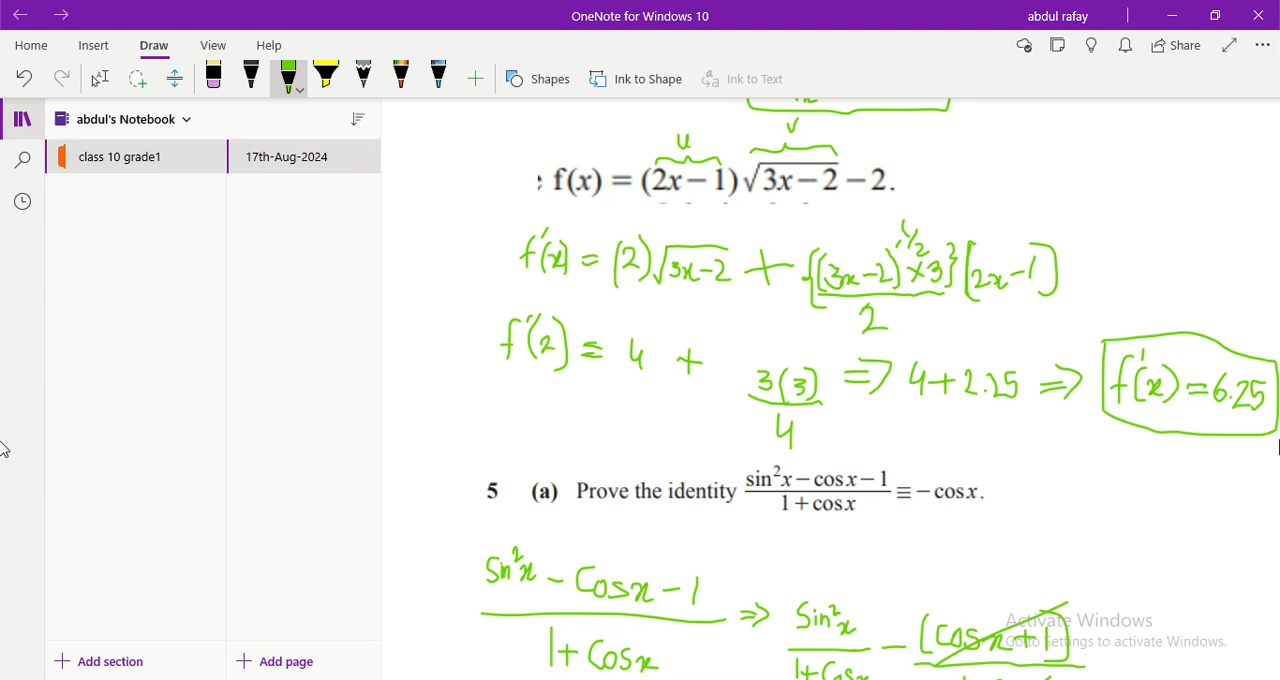 OneNote for Windows 10
abdul rafay
Home Insert Draw View Help
Share
Shapes Ink to Shape Ink to Text
abdul's Notebook
class 10 grade1
17th-Aug-2024
u v
f(x) = (2x − 1)√3x − 2 − 2.
f'(x) = (2)√3x-2 + {(3x-2)^1/2 × 3}/2 [2x-1]
f'(2) = 4 + 3(3)/4 => 4+2.25 => f'(x) = 6.25
5 (a) Prove the identity (sin²x − cos x − 1)/(1 + cos x) ≡ − cos x.
Sin²x - Cosx - 1 / 1+Cosx => Sin²x / 1+Cosx - [Cosx+1]
Activate Windows
Go to Settings to activate Windows.
Add section
Add page